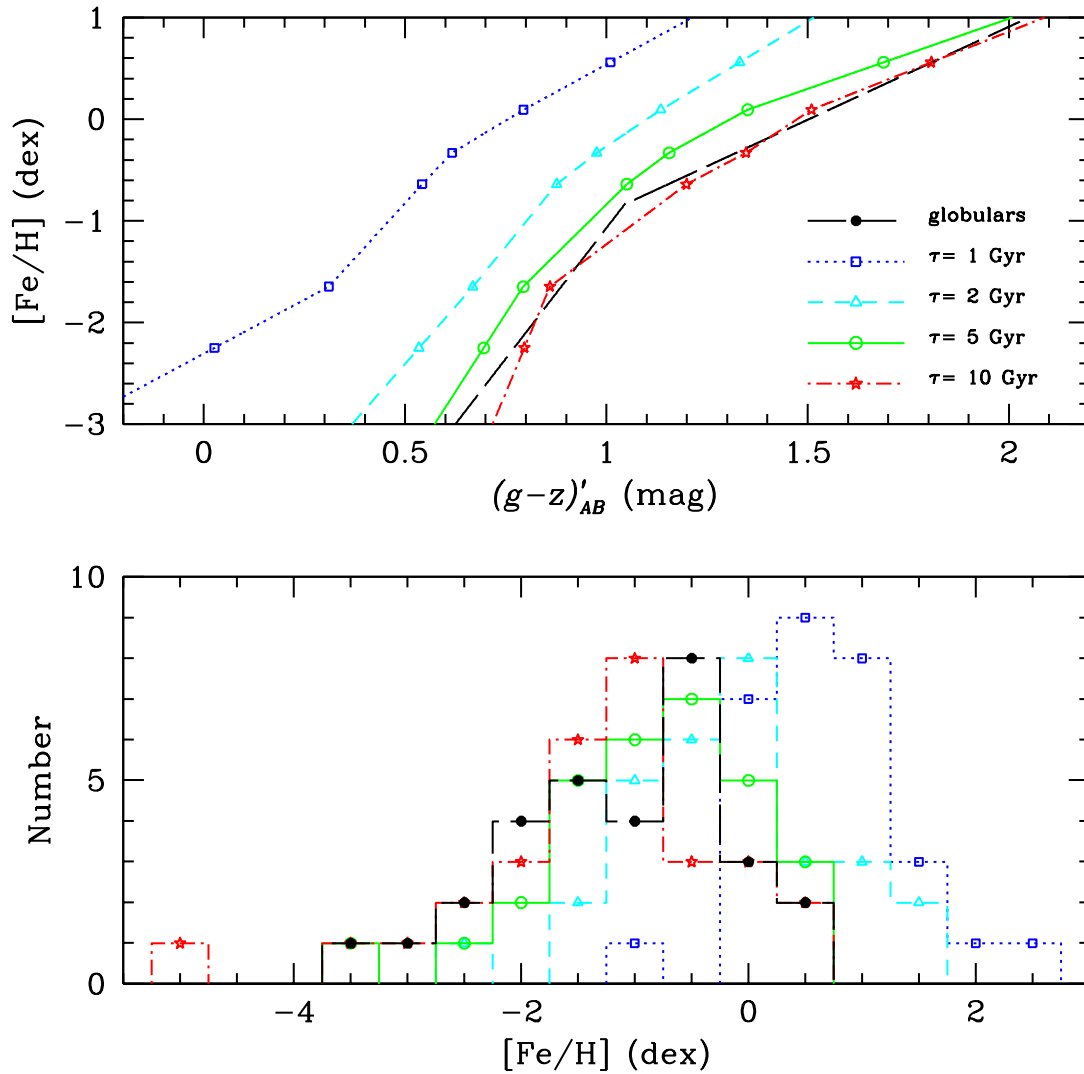 1
0
-1
-2
-3
[Fe/H] (dex)
globulars
τ= 1 Gyr
τ= 2 Gyr
τ= 5 Gyr
τ= 10 Gyr
0 0.5 1 1.5 2
(g-z)'AB (mag)
10
5
0
Number
-4 -2 0 2
[Fe/H] (dex)